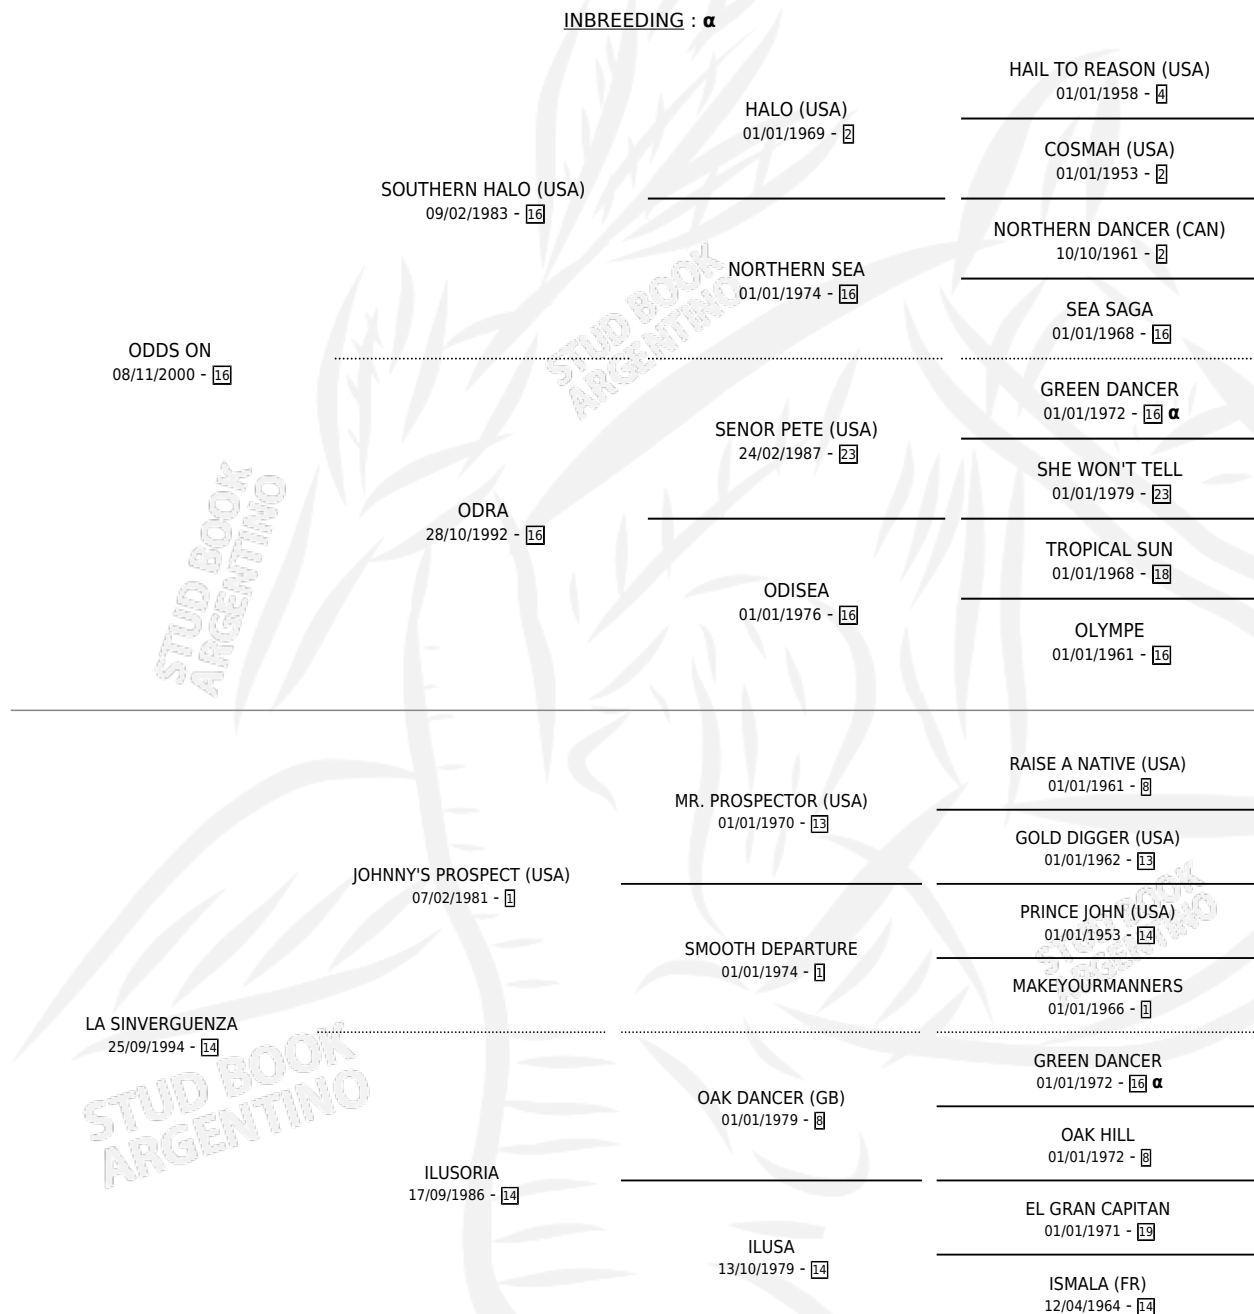 INBREEDING : α
HAIL TO REASON (USA)
01/01/1958 - 4
HALO (USA)
01/01/1969 - 2
COSMAH (USA)
01/01/1953 - 2
SOUTHERN HALO (USA)
09/02/1983 - 16
NORTHERN DANCER (CAN)
10/10/1961 - 2
NORTHERN SEA
01/01/1974 - 16
SEA SAGA
01/01/1968 - 16
ODDS ON
08/11/2000 - 16
GREEN DANCER
01/01/1972 - 16 α
SENOR PETE (USA)
24/02/1987 - 23
SHE WON'T TELL
01/01/1979 - 23
ODRA
28/10/1992 - 16
TROPICAL SUN
01/01/1968 - 18
ODISEA
01/01/1976 - 16
OLYMPE
01/01/1961 - 16
RAISE A NATIVE (USA)
01/01/1961 - 8
MR. PROSPECTOR (USA)
01/01/1970 - 13
GOLD DIGGER (USA)
01/01/1962 - 13
JOHNNY'S PROSPECT (USA)
07/02/1981 - 1
PRINCE JOHN (USA)
01/01/1953 - 14
SMOOTH DEPARTURE
01/01/1974 - 1
MAKEYOURMANNERS
01/01/1966 - 1
LA SINVERGUENZA
25/09/1994 - 14
GREEN DANCER
01/01/1972 - 16 α
OAK DANCER (GB)
01/01/1979 - 8
OAK HILL
01/01/1972 - 8
ILUSORIA
17/09/1986 - 14
EL GRAN CAPITAN
01/01/1971 - 19
ILUSA
13/10/1979 - 14
ISMALA (FR)
12/04/1964 - 14
STUD BOOK
ARGENTINO
STUD BOOK
ARGENTINO
STUD BOOK
ARGENTINO
STUD BOOK
ARGENTINO